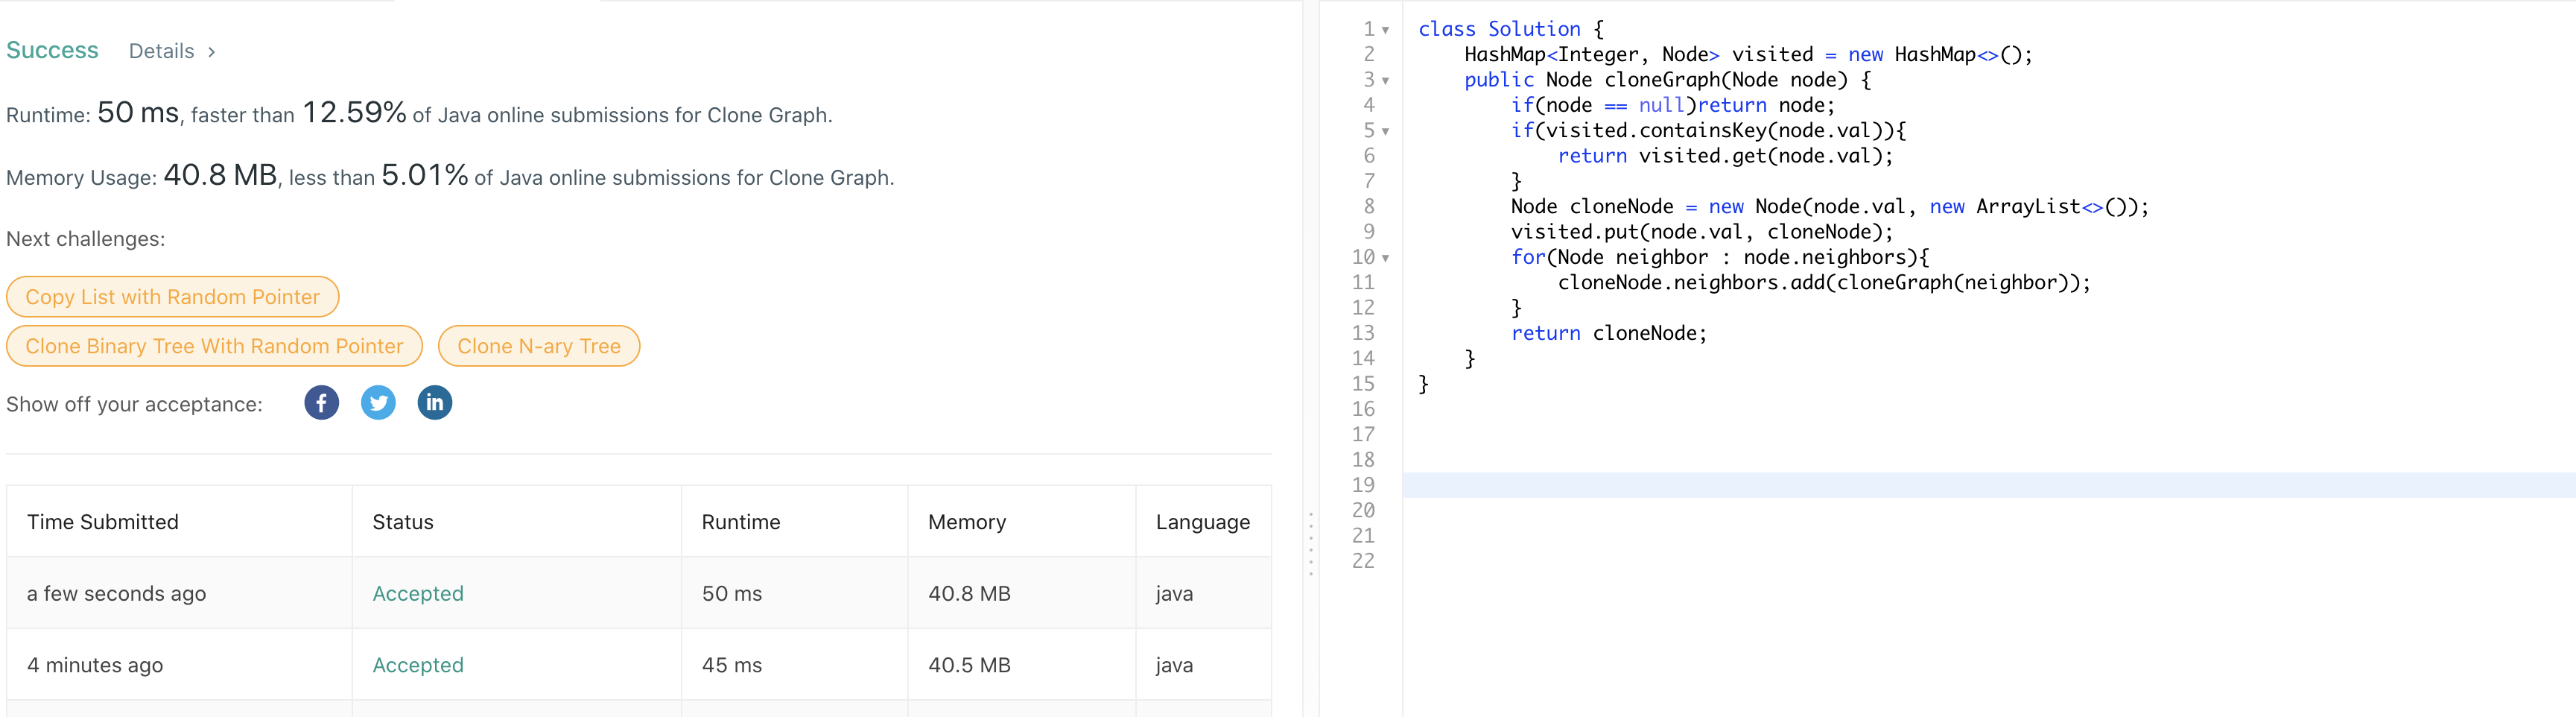 Success Details >
Runtime: 50 ms, faster than 12.59% of Java online submissions for Clone Graph.
Memory Usage: 40.8 MB, less than 5.01% of Java online submissions for Clone Graph.
Next challenges:
Copy List with Random Pointer
Clone Binary Tree With Random Pointer Clone N-ary Tree
Show off your acceptance: f in
Time Submitted Status Runtime Memory Language
a few seconds ago Accepted 50 ms 40.8 MB java
4 minutes ago Accepted 45 ms 40.5 MB java
1 class Solution {
2 HashMap<Integer, Node> visited = new HashMap<>();
3 public Node cloneGraph(Node node) {
4 if(node == null)return node;
5 if(visited.containsKey(node.val)){
6 return visited.get(node.val);
7 }
8 Node cloneNode = new Node(node.val, new ArrayList<>());
9 visited.put(node.val, cloneNode);
10 for(Node neighbor : node.neighbors){
11 cloneNode.neighbors.add(cloneGraph(neighbor));
12 }
13 return cloneNode;
14 }
15 }
16
17
18
19
20
21
22